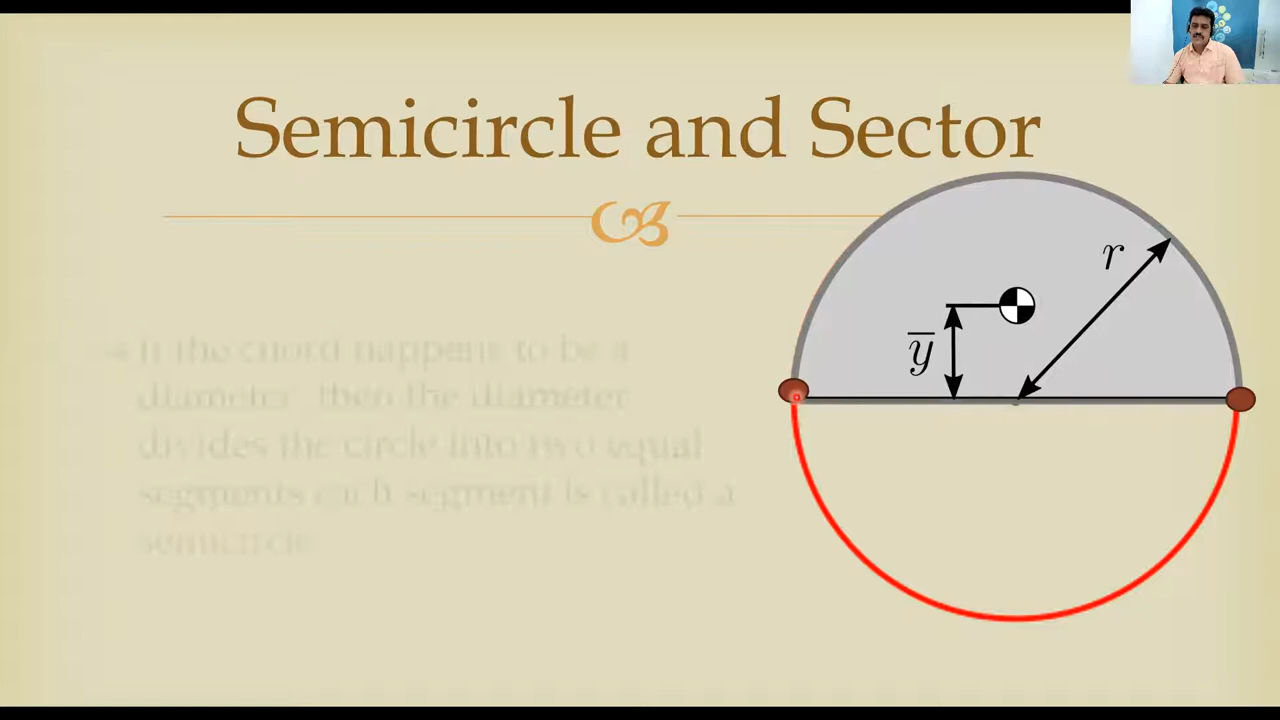 Semicircle and Sector
r
y̅
If the chord happens to be a
diameter, then the diameter
divides the circle into two equal
segments each segment is called a
semicircle